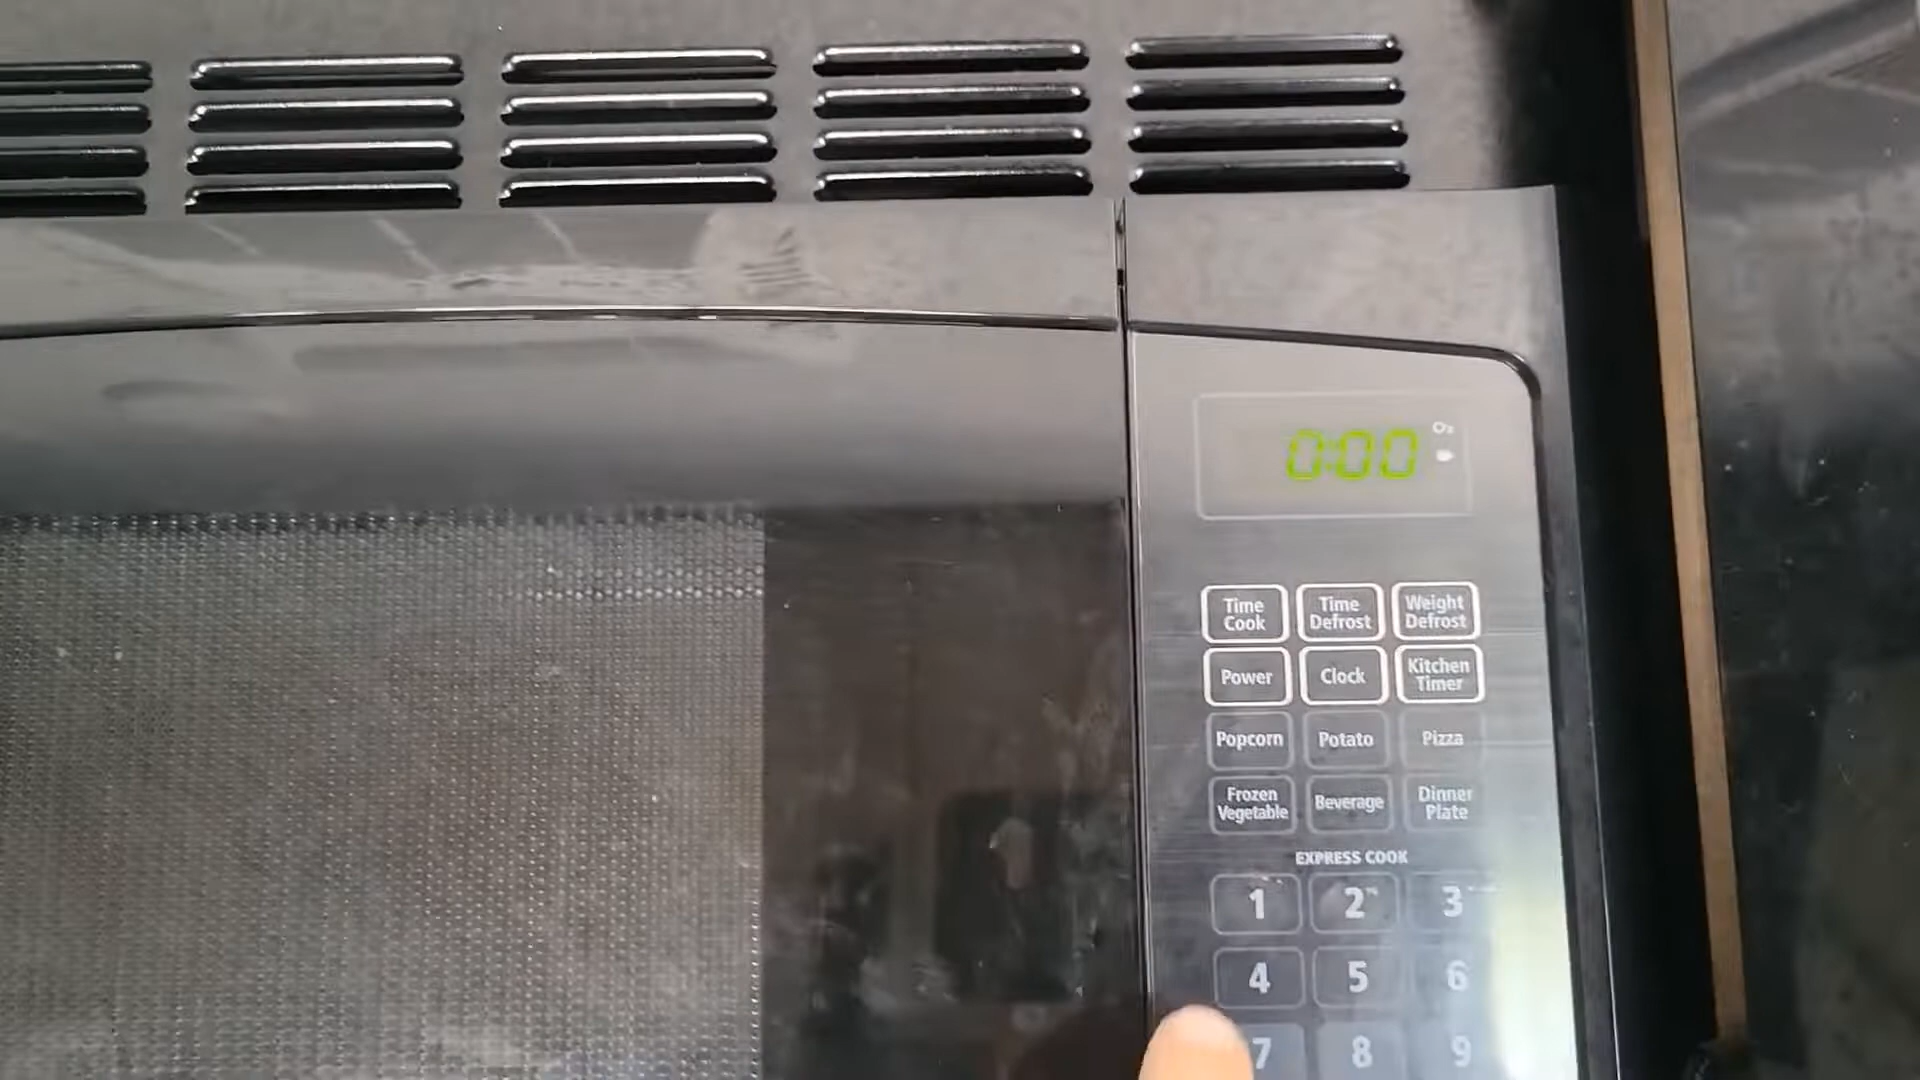 0:00
Oz
Time
Cook
Time
Defrost
Weight
Defrost
Power
Clock
Kitchen
Timer
Popcorn
Potato
Pizza
Frozen
Vegetable
Beverage
Dinner
Plate
EXPRESS COOK
1
2
3
4
5
6
7
8
9